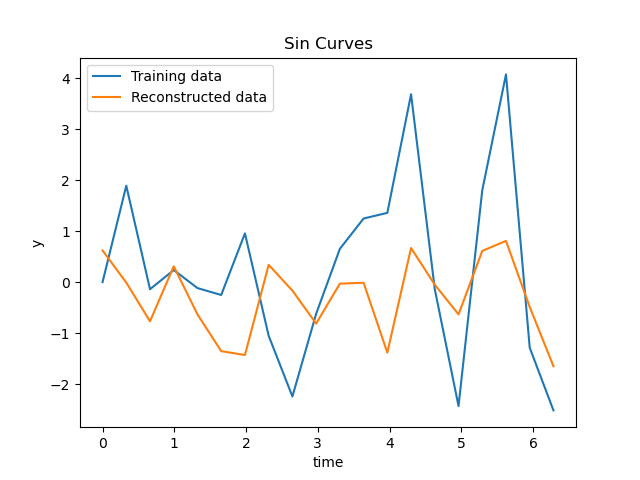 Sin Curves
Training data
Reconstructed data
4
3
2
1
0
−1
−2
y
0 1 2 3 4 5 6
time